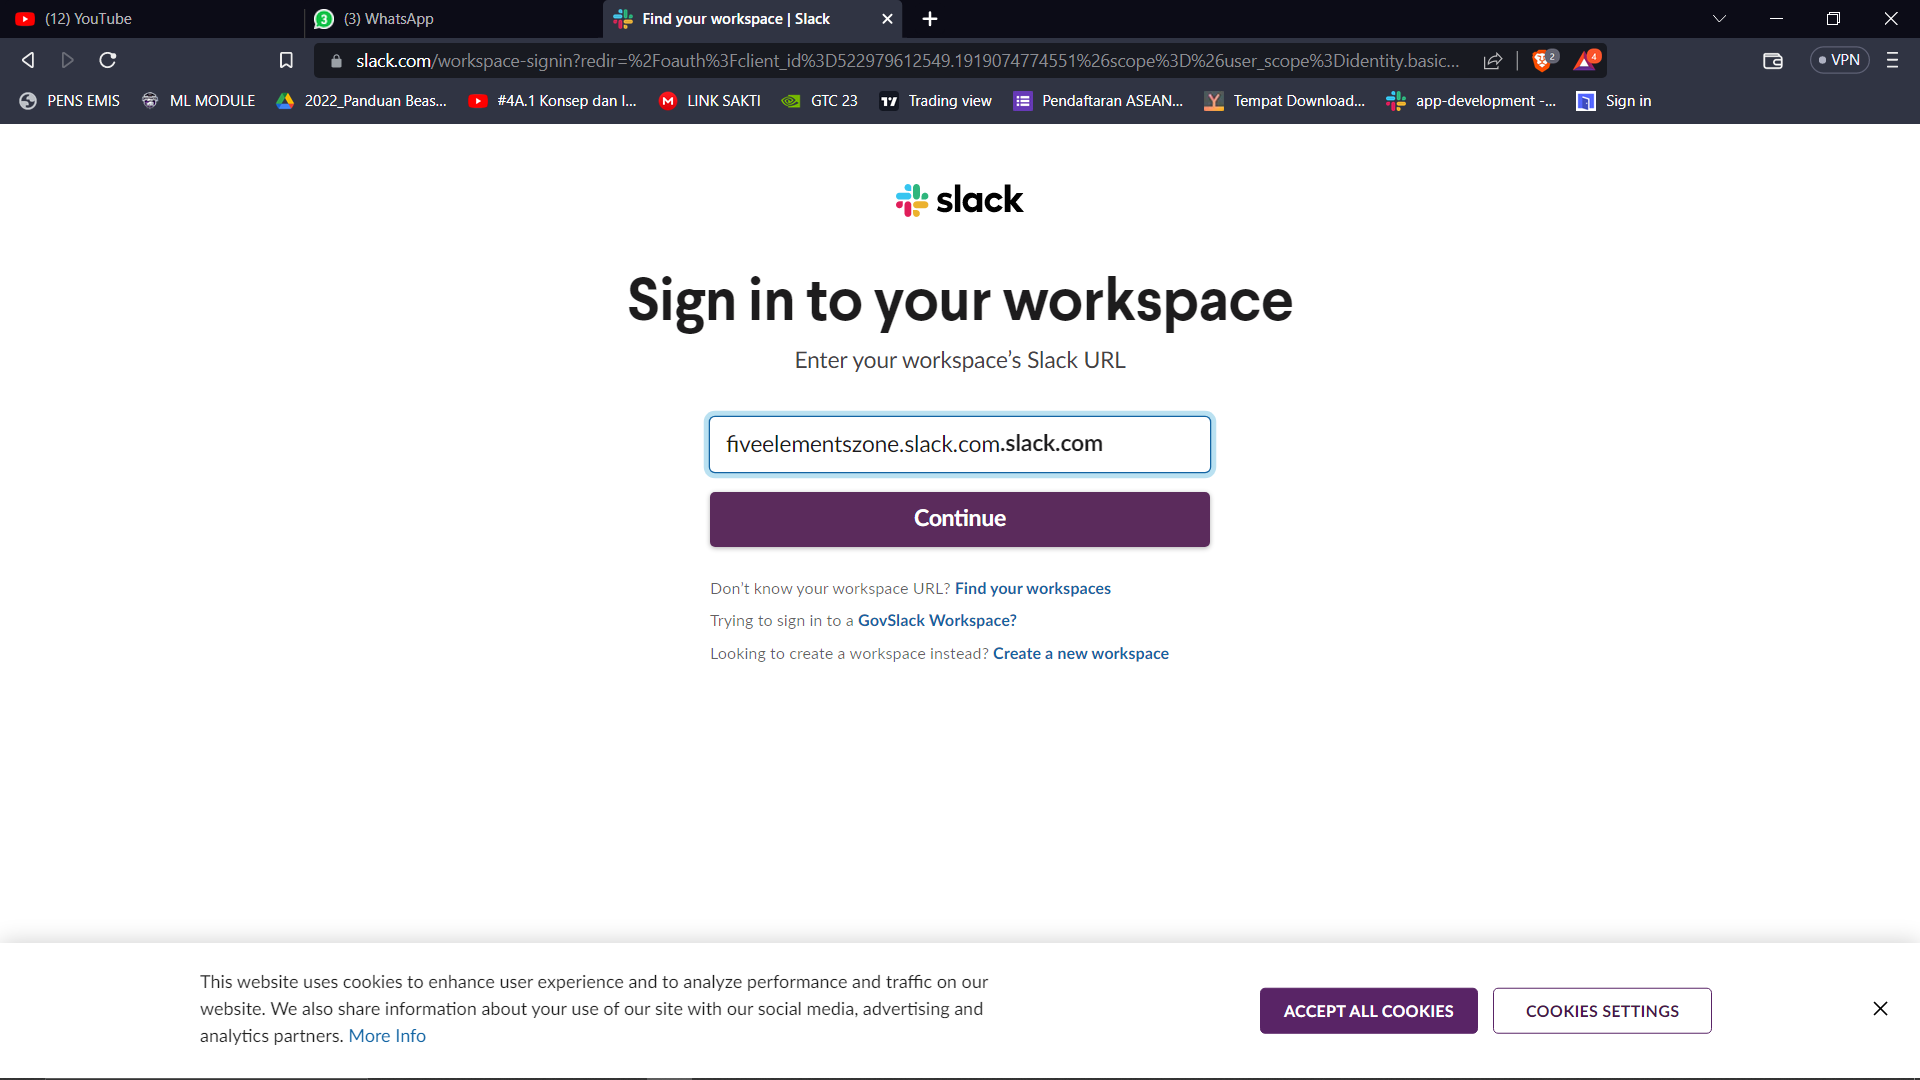 (12) YouTube
3 (3) WhatsApp
Find your workspace | Slack
slack.com/workspace-signin?redir=%2Foauth%3Fclient_id%3D522979612549.1919074774551%26scope%3D%26user_scope%3Didentity.basic...
2
4
VPN
PENS EMIS
ML MODULE
2022_Panduan Beas...
#4A.1 Konsep dan I...
M LINK SAKTI
GTC 23
Trading view
Pendaftaran ASEAN...
Y Tempat Download...
app-development -...
Sign in
slack
Sign in to your workspace
Enter your workspace’s Slack URL
fiveelementszone.slack.com.slack.com
Continue
Don’t know your workspace URL? Find your workspaces
Trying to sign in to a GovSlack Workspace?
Looking to create a workspace instead? Create a new workspace
This website uses cookies to enhance user experience and to analyze performance and traffic on our
website. We also share information about your use of our site with our social media, advertising and
analytics partners. More Info
ACCEPT ALL COOKIES
COOKIES SETTINGS